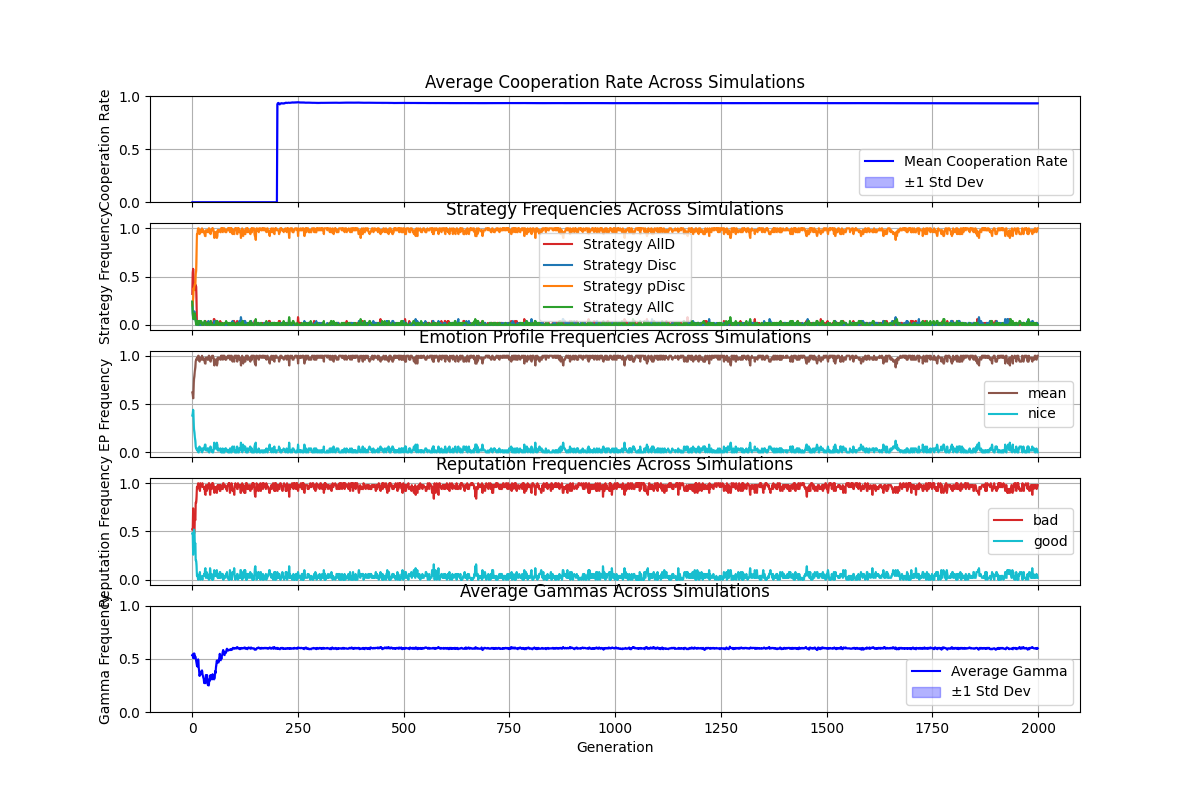 Average Cooperation Rate Across Simulations
Cooperation Rate
1.0
0.5
0.0
Mean Cooperation Rate
±1 Std Dev
Strategy Frequencies Across Simulations
Strategy Frequency
1.0
0.5
0.0
Strategy AllD
Strategy Disc
Strategy pDisc
Strategy AllC
Emotion Profile Frequencies Across Simulations
EP Frequency
1.0
0.5
0.0
mean
nice
Reputation Frequencies Across Simulations
Reputation Frequency
1.0
0.5
0.0
bad
good
Average Gammas Across Simulations
Gamma Frequency
1.0
0.5
0.0
Average Gamma
±1 Std Dev
0 250 500 750 1000 1250 1500 1750 2000
Generation